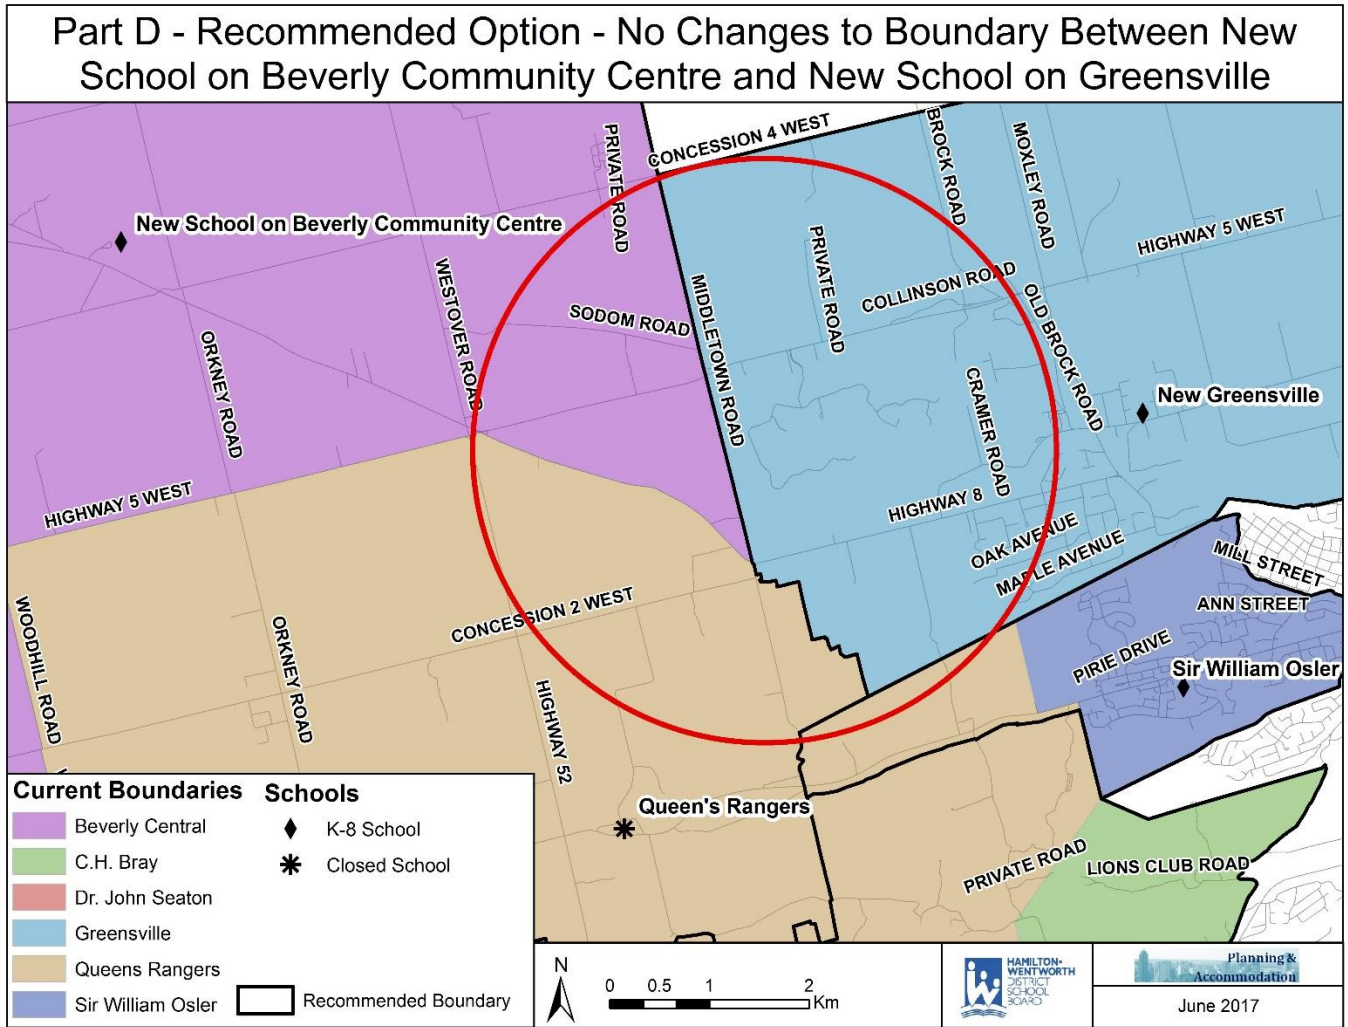 Part D - Recommended Option - No Changes to Boundary Between New
School on Beverly Community Centre and New School on Greensville
CONCESSION 4 WEST
PRIVATE ROAD
BROCK ROAD
MOXLEY ROAD
New School on Beverly Community Centre
HIGHWAY 5 WEST
PRIVATE ROAD
WESTOVER ROAD
MIDDLETOWN ROAD
COLLINSON ROAD
SODOM ROAD
OLD BROCK ROAD
ORKNEY ROAD
CRAMER ROAD
New Greensville
HIGHWAY 5 WEST
HIGHWAY 8
OAK AVENUE
MAPLE AVENUE
MILL STREET
ANN STREET
WOODHILL ROAD
ORKNEY ROAD
CONCESSION 2 WEST
PIRIE DRIVE
Sir William Osler
HIGHWAY 52
Queen's Rangers
PRIVATE ROAD
LIONS CLUB ROAD
Current Boundaries
Beverly Central
C.H. Bray
Dr. John Seaton
Greensville
Queens Rangers
Sir William Osler
Schools
K-8 School
Closed School
Recommended Boundary
N
0 0.5 1 2
Km
HAMILTON-
WENTWORTH
DISTRICT
SCHOOL
BOARD
Planning &
Accommodation
June 2017